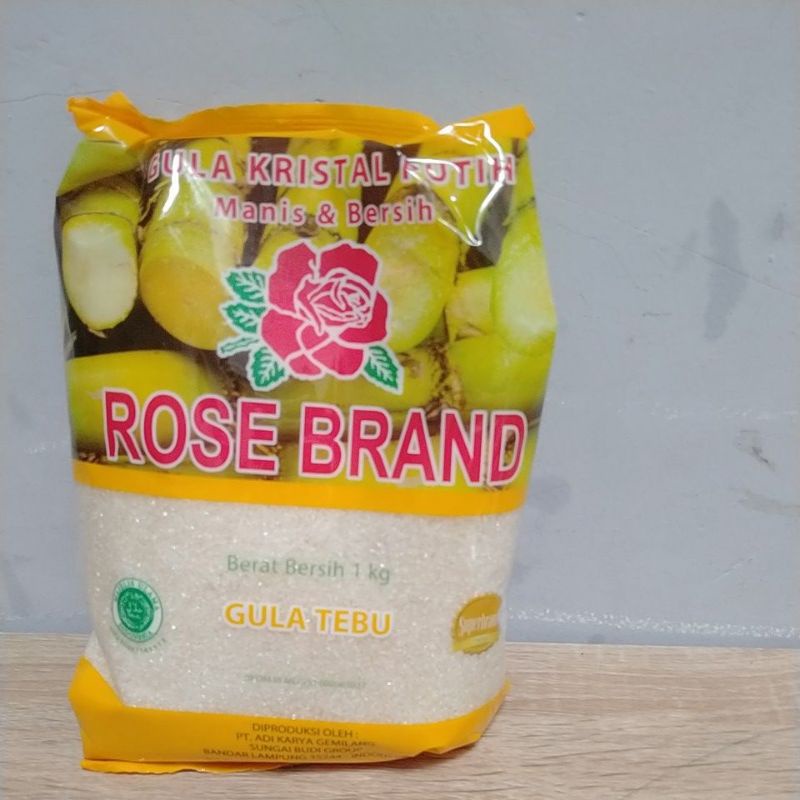 GULA KRISTAL PUTIH
Manis & Bersih
ROSE BRAND
Berat Bersih 1 kg
GULA TEBU
Superbrands
DIPRODUKSI OLEH :
PT. ADI KARYA GEMILANG
SUNGAI BUDI GROUP
BANDAR LAMPUNG